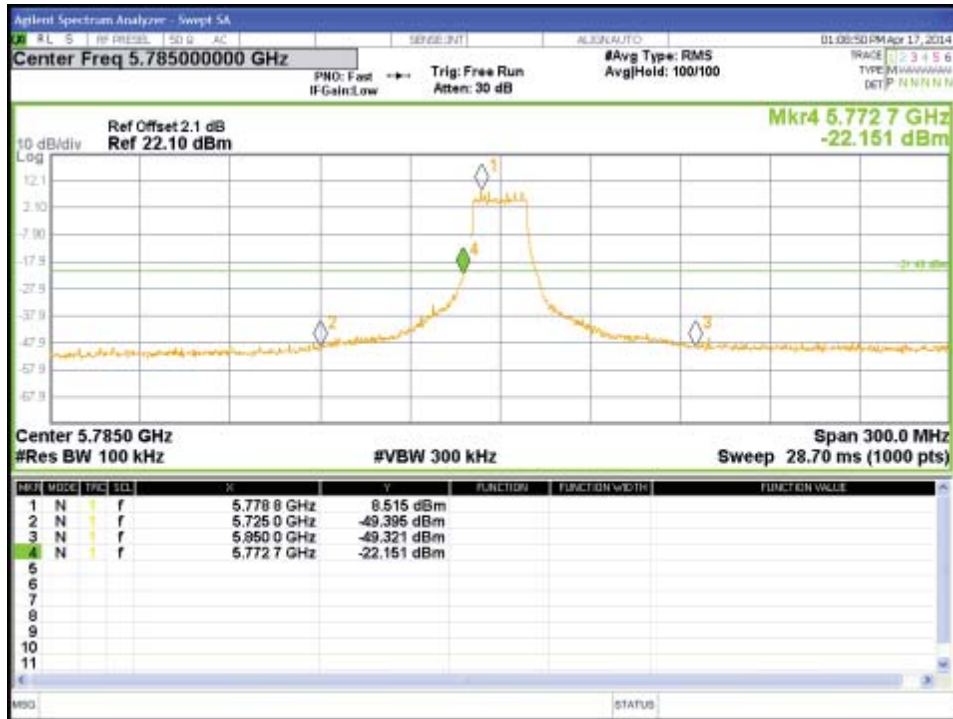 Agilent Spectrum Analyzer - Swept SA
RL S RF PRESEL 50 Ω AC SENSE:INT ALIGN AUTO 01:08:50 PM Apr 17, 2014
Center Freq 5.785000000 GHz
PNO: Fast
IFGain:Low
Trig: Free Run
Atten: 30 dB
#Avg Type: RMS
Avg|Hold: 100/100
TRACE 1 2 3 4 5 6
TYPE M
DET P N N N N N
Mkr4 5.772 7 GHz
-22.151 dBm
Ref Offset 2.1 dB
10 dB/div Ref 22.10 dBm
Log
12.1
2.10
-7.90
-17.9
-27.9
-37.9
-47.9
-57.9
-67.9
1
4
2
3
Center 5.7850 GHz Span 300.0 MHz
#Res BW 100 kHz #VBW 300 kHz Sweep 28.70 ms (1000 pts)
MKR MODE TRC SCL X Y FUNCTION FUNCTION WIDTH FUNCTION VALUE
1 N 1 f 5.778 8 GHz 8.515 dBm
2 N 1 f 5.725 0 GHz -49.395 dBm
3 N 1 f 5.850 0 GHz -49.321 dBm
4 N 1 f 5.772 7 GHz -22.151 dBm
5
6
7
8
9
10
11
MSG STATUS